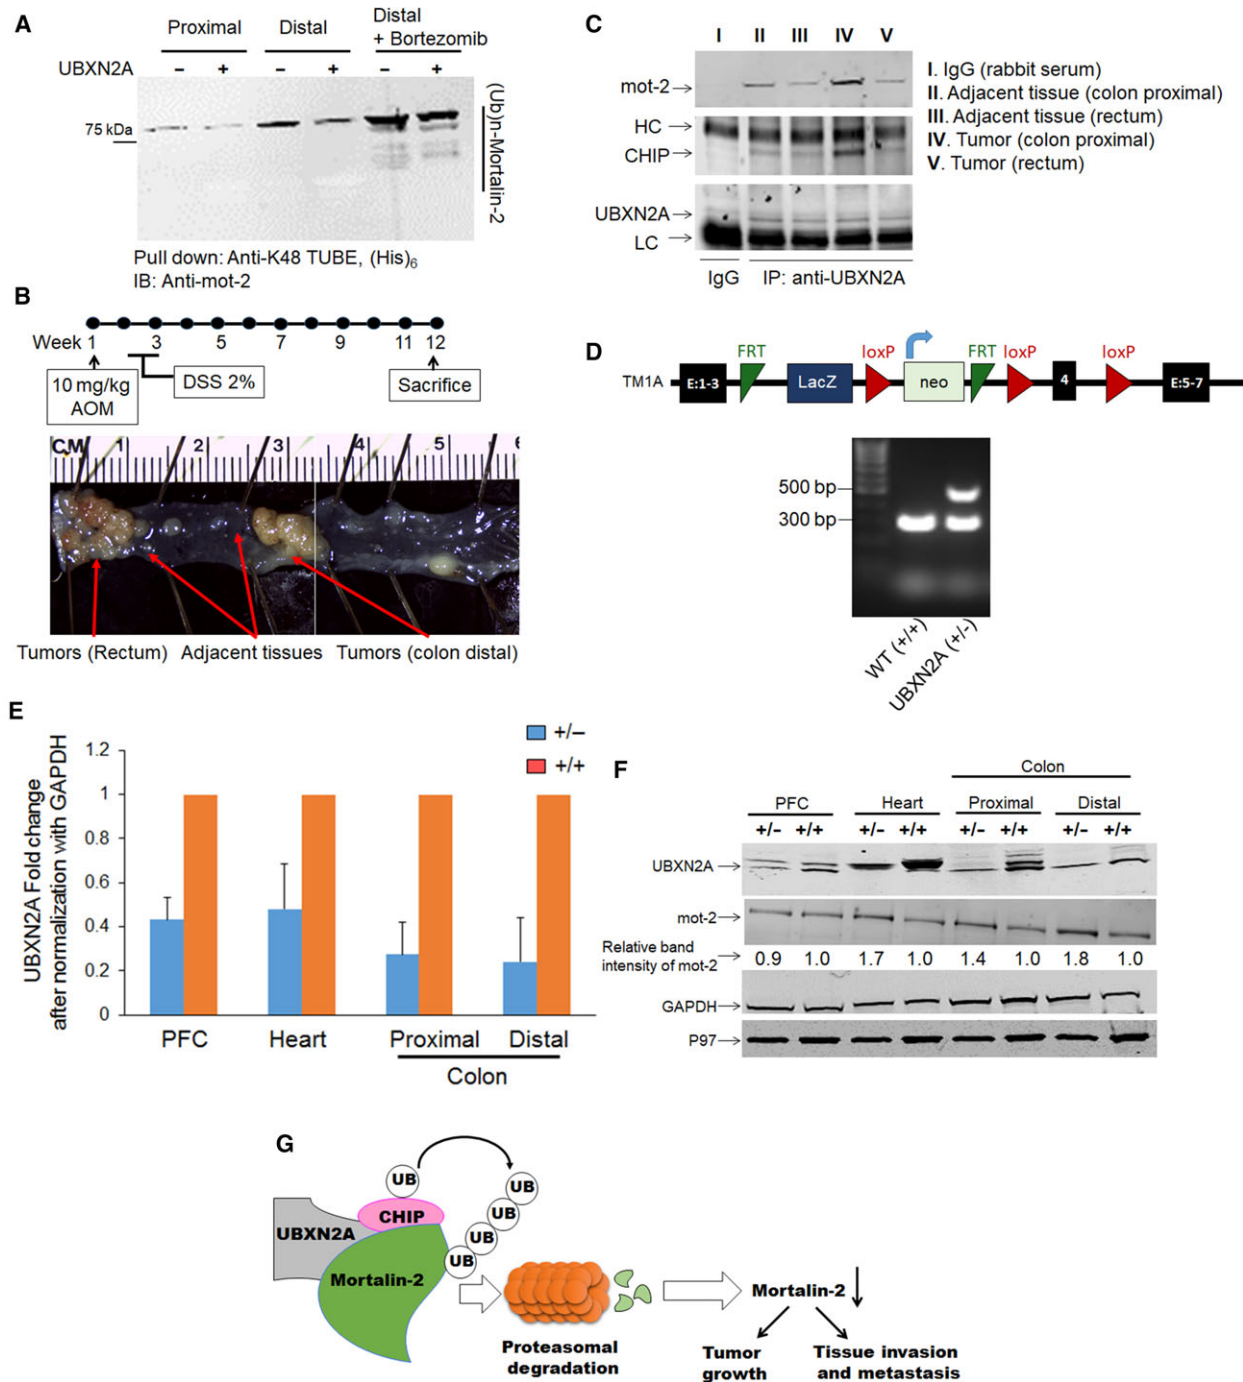 A
Proximal Distal Distal + Bortezomib
UBXN2A – + – + – +
75 kDa
(Ub)n-Mortalin-2
Pull down: Anti-K48 TUBE, (His)6
IB: Anti-mot-2
B
Week 1 3 5 7 9 11 12
10 mg/kg AOM
DSS 2%
Sacrifice
CM 1 2 3 4 5 6
Tumors (Rectum) Adjacent tissues Tumors (colon distal)
C
I II III IV V
mot-2
HC
CHIP
UBXN2A
LC
IgG IP: anti-UBXN2A
I. IgG (rabbit serum)
II. Adjacent tissue (colon proximal)
III. Adjacent tissue (rectum)
IV. Tumor (colon proximal)
V. Tumor (rectum)
D
FRT loxP FRT loxP loxP
TM1A E:1-3 LacZ neo 4 E:5-7
500 bp
300 bp
WT (+/+)
UBXN2A (+/-)
E
UBXN2A Fold change
after normalization with GAPDH
+/–
+/+
1.2
1
0.8
0.6
0.4
0.2
0
PFC Heart Proximal Distal
Colon
F
Colon
PFC Heart Proximal Distal
+/– +/+ +/– +/+ +/– +/+ +/– +/+
UBXN2A
mot-2
Relative band
intensity of mot-2
0.9 1.0 1.7 1.0 1.4 1.0 1.8 1.0
GAPDH
P97
G
UB
UB
UB
UB
UB
CHIP
UBXN2A
Mortalin-2
Proteasomal
degradation
Mortalin-2
Tumor
growth
Tissue invasion
and metastasis